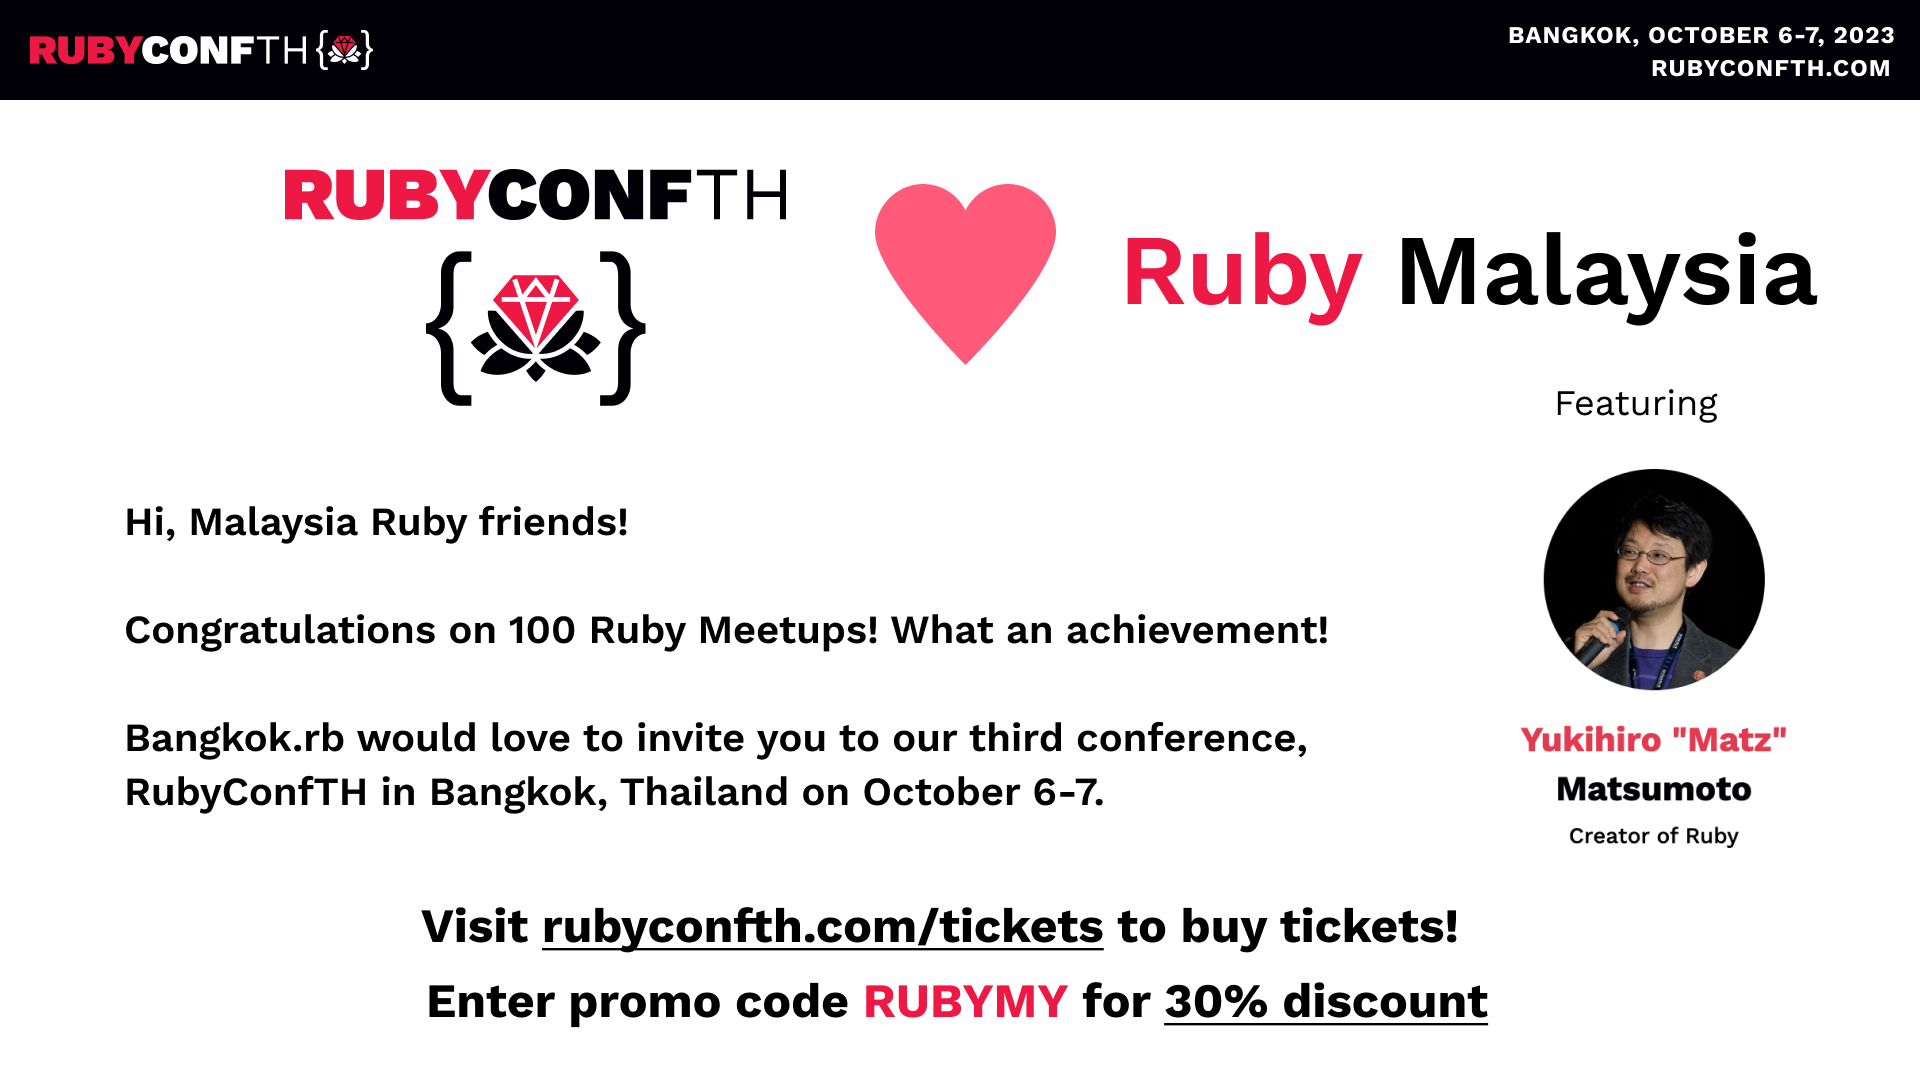 RUBYCONFTH
BANGKOK, OCTOBER 6-7, 2023
RUBYCONFTH.COM
RUBYCONFTH
Ruby Malaysia
Featuring
Hi, Malaysia Ruby friends!
Congratulations on 100 Ruby Meetups! What an achievement!
Bangkok.rb would love to invite you to our third conference,
RubyConfTH in Bangkok, Thailand on October 6-7.
Yukihiro "Matz"
Matsumoto
Creator of Ruby
Visit rubyconfth.com/tickets to buy tickets!
Enter promo code RUBYMY for 30% discount